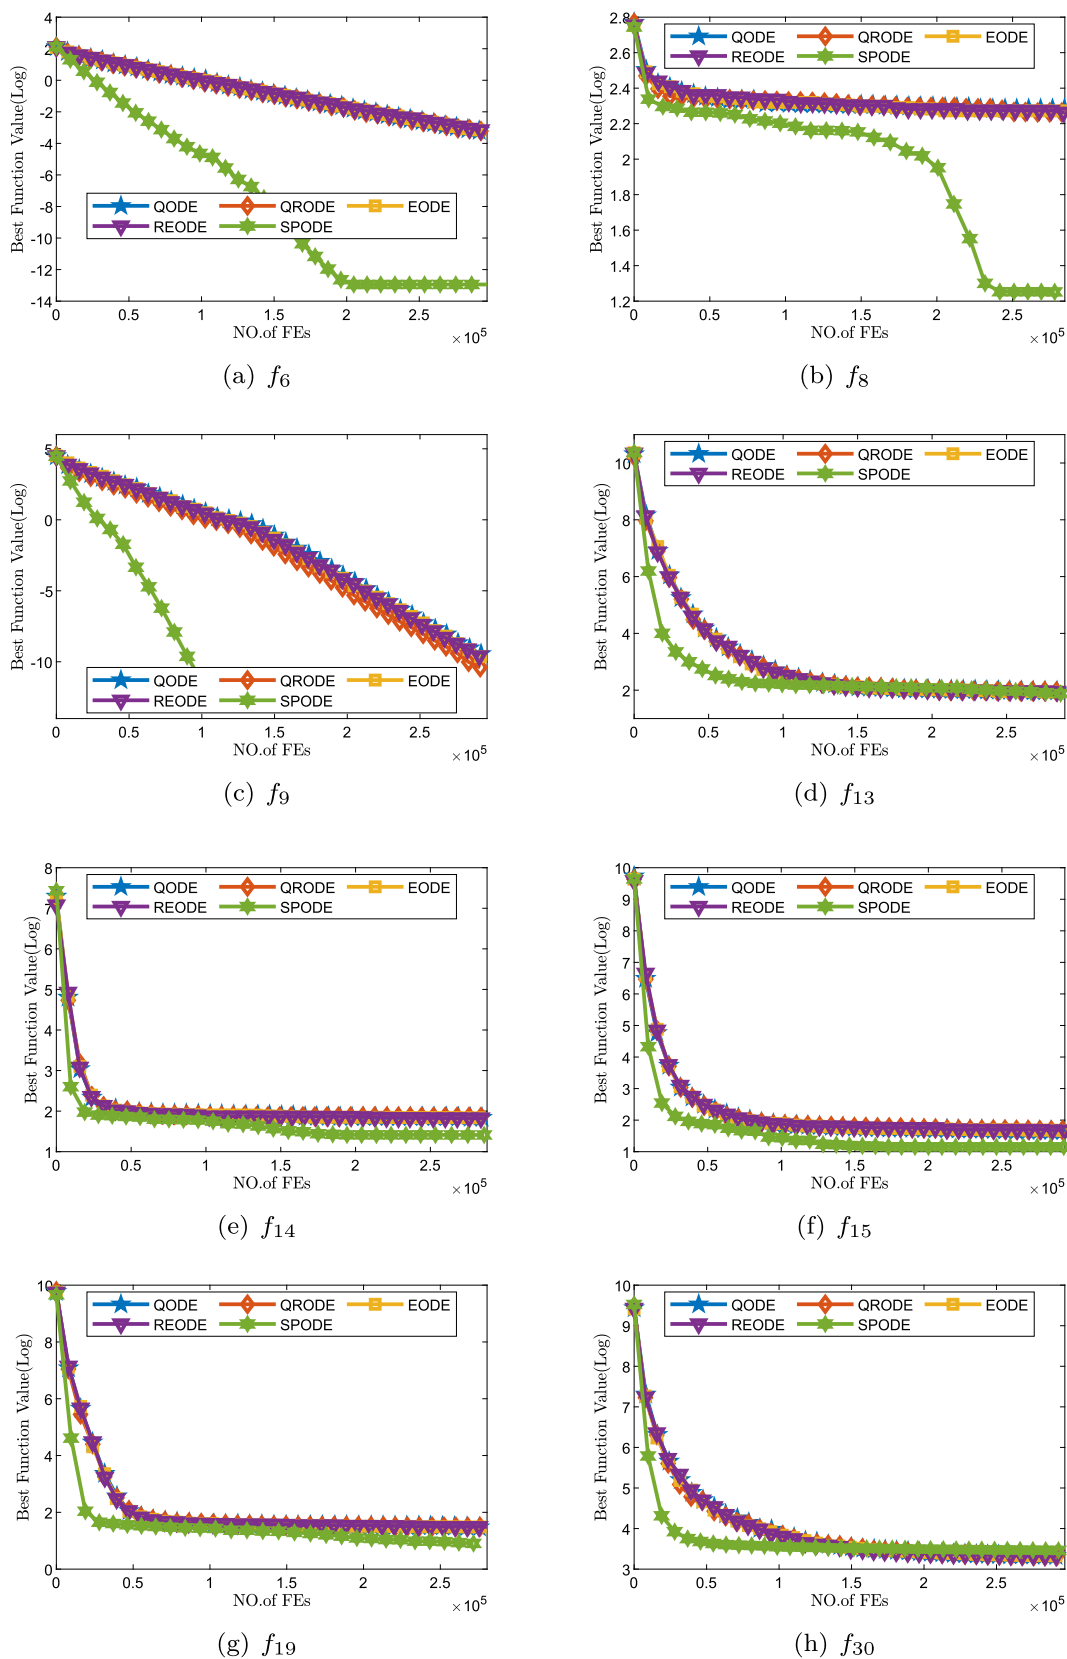 4
2
0
-2
-4
-6
-8
-10
-12
-14
Best Function Value(Log)
QODE QRODE EODE
REODE SPODE
0 0.5 1 1.5 2 2.5
NO.of FEs
×10^5
(a) f6
2.8
2.6
2.4
2.2
2
1.8
1.6
1.4
1.2
Best Function Value(Log)
QODE QRODE EODE
REODE SPODE
0 0.5 1 1.5 2 2.5
NO.of FEs
×10^5
(b) f8
5
0
-5
-10
Best Function Value(Log)
QODE QRODE EODE
REODE SPODE
0 0.5 1 1.5 2 2.5
NO.of FEs
×10^5
(c) f9
10
8
6
4
2
Best Function Value(Log)
QODE QRODE EODE
REODE SPODE
0 0.5 1 1.5 2 2.5
NO.of FEs
×10^5
(d) f13
8
7
6
5
4
3
2
1
Best Function Value(Log)
QODE QRODE EODE
REODE SPODE
0 0.5 1 1.5 2 2.5
NO.of FEs
×10^5
(e) f14
10
9
8
7
6
5
4
3
2
1
Best Function Value(Log)
QODE QRODE EODE
REODE SPODE
0 0.5 1 1.5 2 2.5
NO.of FEs
×10^5
(f) f15
10
8
6
4
2
0
Best Function Value(Log)
QODE QRODE EODE
REODE SPODE
0 0.5 1 1.5 2 2.5
NO.of FEs
×10^5
(g) f19
10
9
8
7
6
5
4
3
Best Function Value(Log)
QODE QRODE EODE
REODE SPODE
0 0.5 1 1.5 2 2.5
NO.of FEs
×10^5
(h) f30